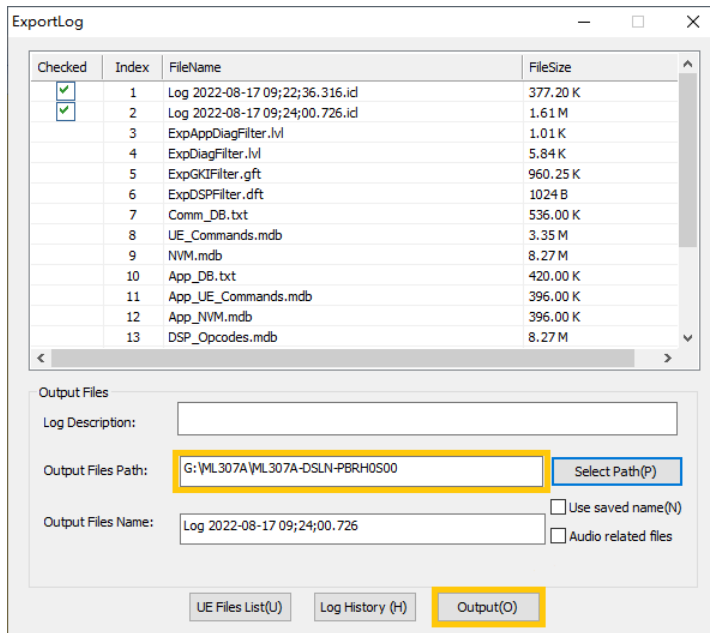 ExportLog
Checked Index FileName FileSize
1 Log 2022-08-17 09;22;36.316.icl 377.20 K
2 Log 2022-08-17 09;24;00.726.icl 1.61 M
3 ExpAppDiagFilter.lvl 1.01 K
4 ExpDiagFilter.lvl 5.84 K
5 ExpGKIFilter.gft 960.25 K
6 ExpDSPFilter.dft 1024 B
7 Comm_DB.txt 536.00 K
8 UE_Commands.mdb 3.35 M
9 NVM.mdb 8.27 M
10 App_DB.txt 420.00 K
11 App_UE_Commands.mdb 396.00 K
12 App_NVM.mdb 396.00 K
13 DSP_Opcodes.mdb 8.27 M
Output Files
Log Description:
Output Files Path: G:\ML307A\ML307A-DSLN-PBRH0S00 Select Path(P)
Use saved name(N)
Output Files Name: Log 2022-08-17 09;24;00.726
Audio related files
UE Files List(U) Log History (H) Output(O)